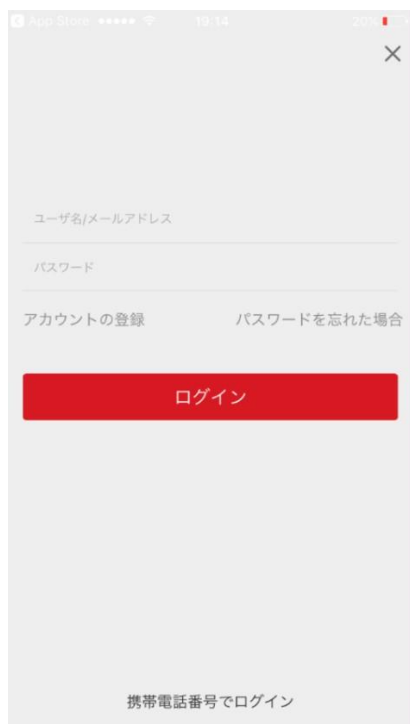 App Store 19:14 20%
ユーザ名/メールアドレス
パスワード
アカウントの登録 パスワードを忘れた場合
ログイン
携帯電話番号でログイン